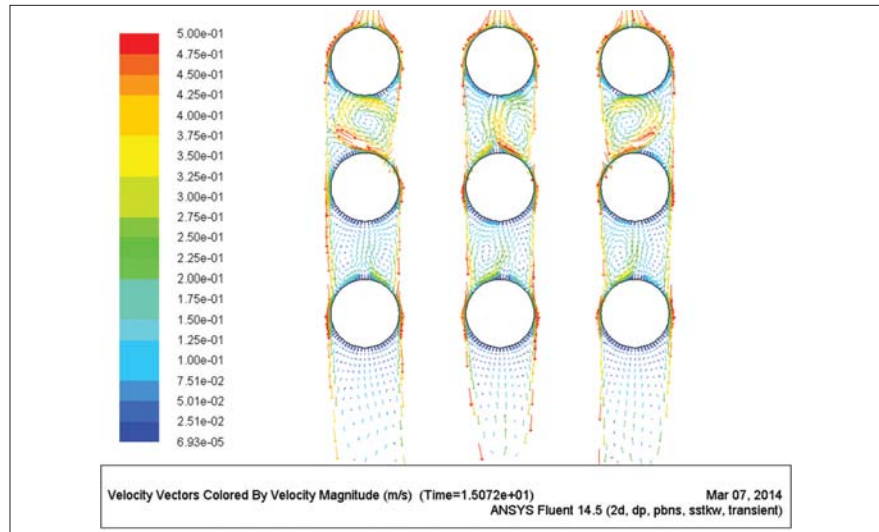 5.00e-01
4.75e-01
4.50e-01
4.25e-01
4.00e-01
3.75e-01
3.50e-01
3.25e-01
3.00e-01
2.75e-01
2.50e-01
2.25e-01
2.00e-01
1.75e-01
1.50e-01
1.25e-01
1.00e-01
7.51e-02
5.01e-02
2.51e-02
6.93e-05
Velocity Vectors Colored By Velocity Magnitude (m/s) (Time=1.5072e+01) Mar 07, 2014
ANSYS Fluent 14.5 (2d, dp, pbns, sstkw, transient)